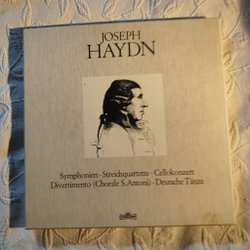 JOSEPH
HAYDN
Symphonien · Streichquartette · Cellokonzert
Divertimento (Chorale S. Antoni) · Deutsche Tänze